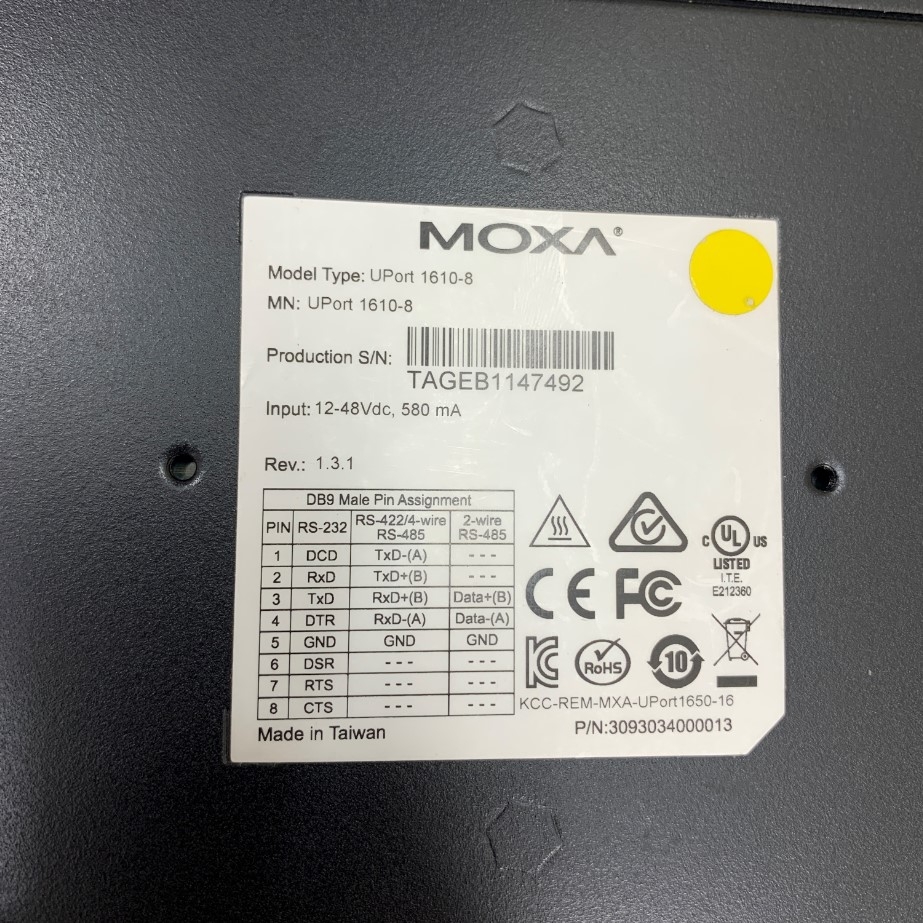 MOXA®
Model Type: UPort 1610-8
MN: UPort 1610-8
Production S/N:
TAGEB1147492
Input: 12-48Vdc, 580 mA
Rev.: 1.3.1
DB9 Male Pin Assignment
PIN RS-232 RS-422/4-wire RS-485 2-wire RS-485
1 DCD TxD-(A) ---
2 RxD TxD+(B) ---
3 TxD RxD+(B) Data+(B)
4 DTR RxD-(A) Data-(A)
5 GND GND GND
6 DSR --- ---
7 RTS --- ---
8 CTS --- ---
C UL US
LISTED
I.T.E.
E212360
CE FC
KC RoHS 10
KCC-REM-MXA-UPort1650-16
P/N:3093034000013
Made in Taiwan